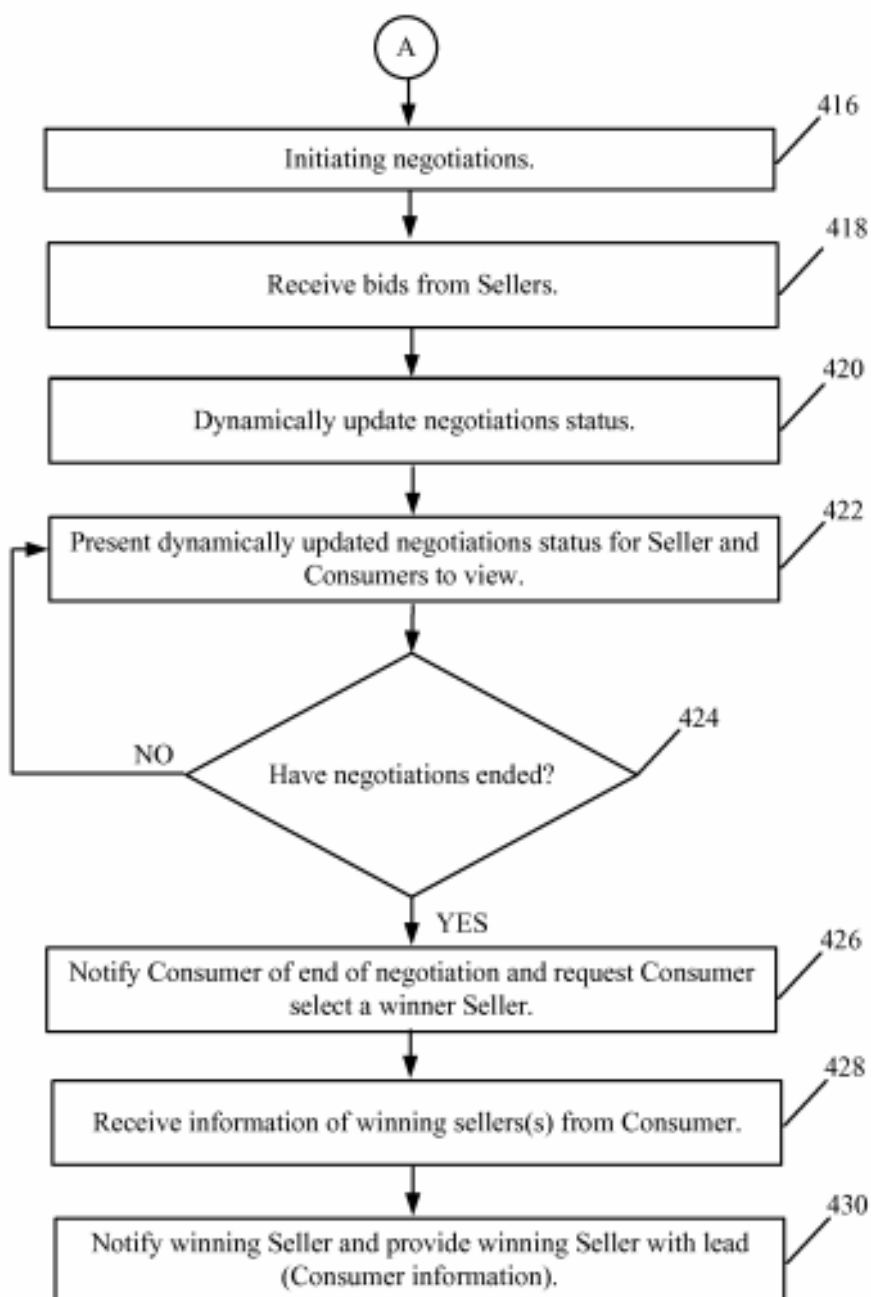 A
416
Initiating negotiations.
418
Receive bids from Sellers.
420
Dynamically update negotiations status.
422
Present dynamically updated negotiations status for Seller and
Consumers to view.
424
NO
Have negotiations ended?
YES
426
Notify Consumer of end of negotiation and request Consumer
select a winner Seller.
428
Receive information of winning sellers(s) from Consumer.
430
Notify winning Seller and provide winning Seller with lead
(Consumer information).